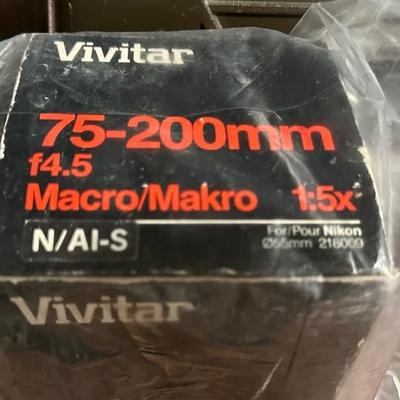 Vivitar
75-200mm
f4.5
Macro/Makro 1:5x
N/AI-S
For/Pour Nikon
Ø55mm 218009
Vivitar